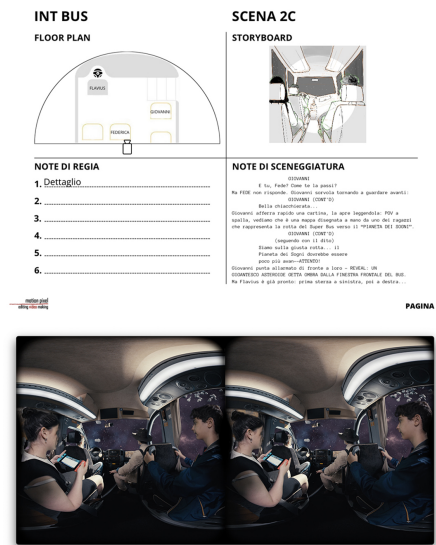 INT BUS
SCENA 2C
FLOOR PLAN
STORYBOARD
FLAVIUS
GIOVANNI
FEDERICA
NOTE DI REGIA
1. Dettaglio
2.
3.
4.
5.
6.
NOTE DI SCENEGGIATURA
GIOVANNI
E tu, Fede? Come te la passi?
Ma FEDE non risponde. Giovanni sorvola tornando a guardare avanti:
GIOVANNI (CONT'D)
Bella chiacchierata...
Giovanni afferra rapido una cartina, la apre leggendola: POV a
spalla, vediamo che è una mappa disegnata a mano da uno dei ragazzi
che rappresenta la rotta del Super Bus verso il "PIANETA DEI SOGNI".
GIOVANNI (CONT'D)
(seguendo con il dito)
Siamo sulla giusta rotta... il
Pianeta dei Sogni dovrebbe essere
poco più avan—ATTENTO!
Giovanni punta allarmato di fronte a loro – REVEAL: UN
GIGANTESCO ASTEROIDE GETTA OMBRA DALLA FINESTRA FRONTALE DEL BUS.
Ma Flavius è già pronto: prima sterza a sinistra, poi a destra...
motion pixel
editing video making
PAGINA